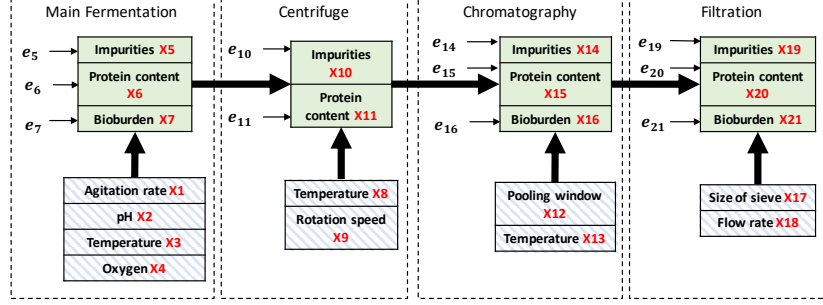 Main Fermentation
Centrifuge
Chromatography
Filtration
e5
e6
e7
Impurities X5
Protein content
X6
Bioburden X7
Agitation rate X1
pH X2
Temperature X3
Oxygen X4
e10
e11
Impurities
X10
Protein
content X11
Temperature X8
Rotation speed
X9
e14
e15
e16
Impurities X14
Protein content
X15
Bioburden X16
Pooling window
X12
Temperature X13
e19
e20
e21
Impurities X19
Protein content
X20
Bioburden X21
Size of sieve X17
Flow rate X18